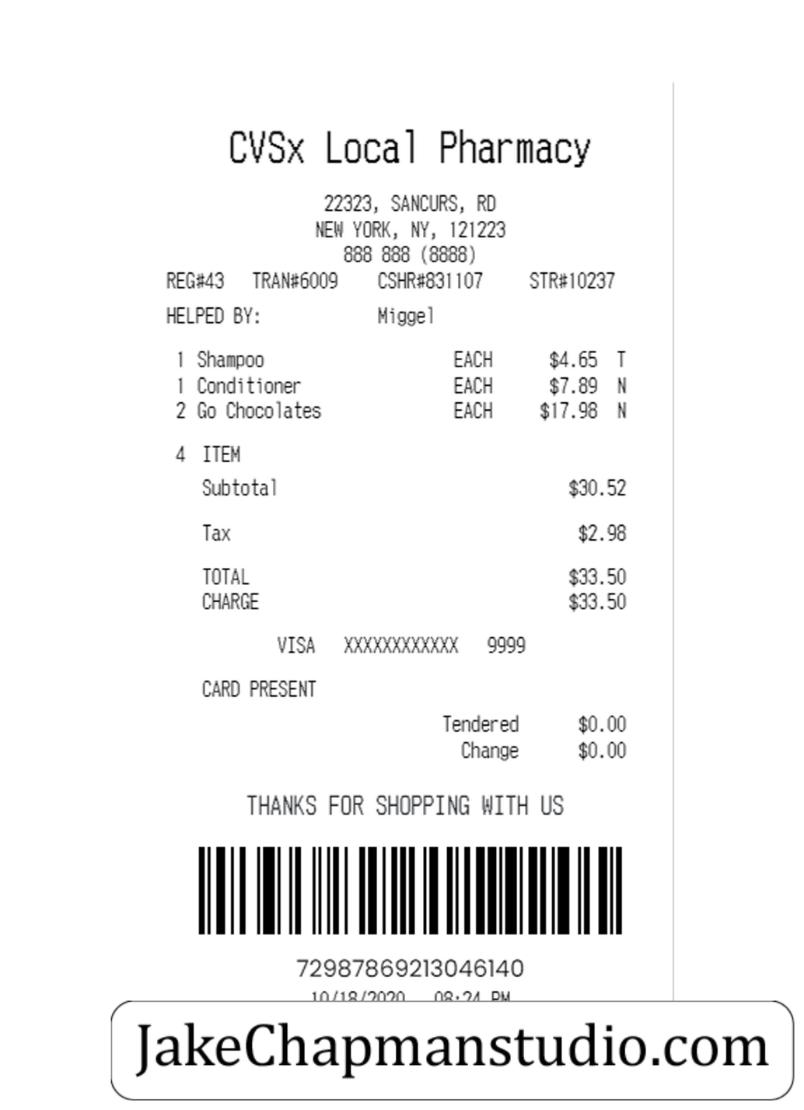 CVSx Local Pharmacy
22323, SANCURS, RD
NEW YORK, NY, 121223
888 888 (8888)
REG#43 TRAN#6009 CSHR#831107 STR#10237
HELPED BY: Miggel
1 Shampoo EACH $4.65 T
1 Conditioner EACH $7.89 N
2 Go Chocolates EACH $17.98 N
4 ITEM
Subtotal $30.52
Tax $2.98
TOTAL $33.50
CHARGE $33.50
VISA XXXXXXXXXXXX 9999
CARD PRESENT
Tendered $0.00
Change $0.00
THANKS FOR SHOPPING WITH US
72987869213046140
10/18/2020 08:24 PM
JakeChapmanstudio.com